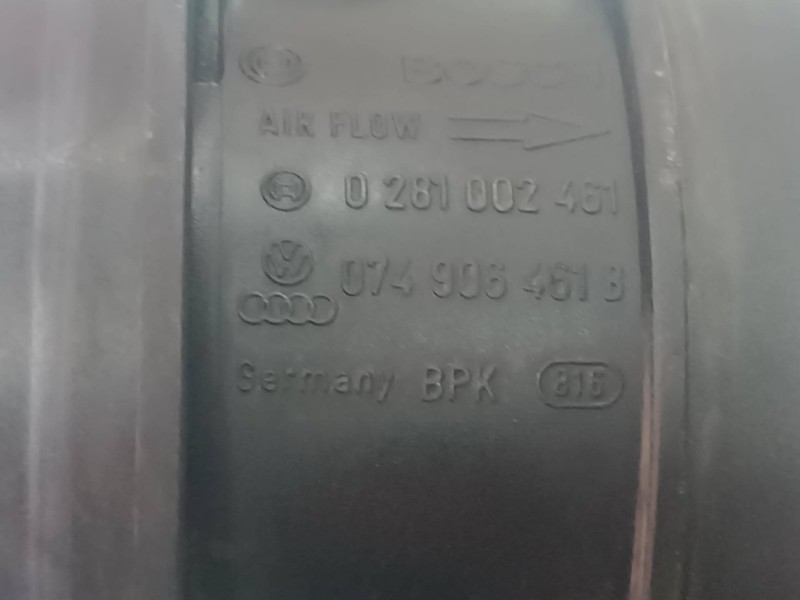 BOSCH
AIR FLOW
0 281 002 461
074 906 461 B
Germany BPK 816